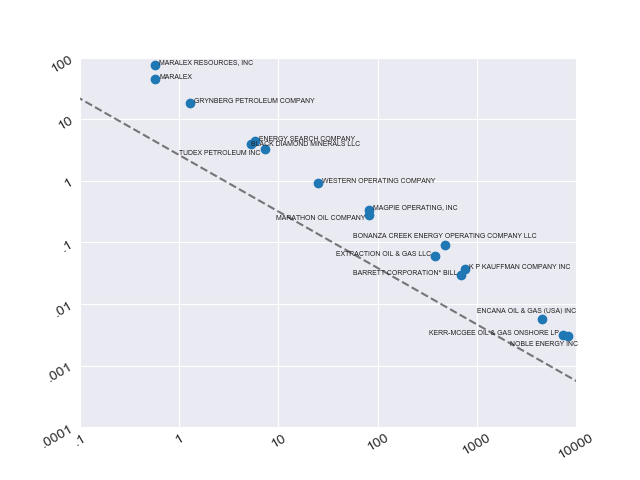 100
MARALEX RESOURCES, INC
MARALEX
GRYNBERG PETROLEUM COMPANY
10
ENERGY SEARCH COMPANY
BLACK DIAMOND MINERALS LLC
TUDEX PETROLEUM INC
1
WESTERN OPERATING COMPANY
MAGPIE OPERATING, INC
MARATHON OIL COMPANY
BONANZA CREEK ENERGY OPERATING COMPANY LLC
.1
EXTRACTION OIL & GAS LLC
K P KAUFFMAN COMPANY INC
BARRETT CORPORATION* BILL
.01
ENCANA OIL & GAS (USA) INC
KERR-MCGEE OIL & GAS ONSHORE LP
NOBLE ENERGY INC
.001
.0001
.1
1
10
100
1000
10000